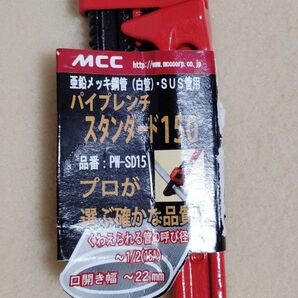 MCC
http://www.mcccorp.co.jp
亜鉛メッキ鋼管(白管)・SUS管用
パイプレンチ
スタンダード150
品番:PW-SD15
プロが
選ぶ確かな品質
くわえられる管の呼び径
～1/2(15A)
口開き幅 ～22mm